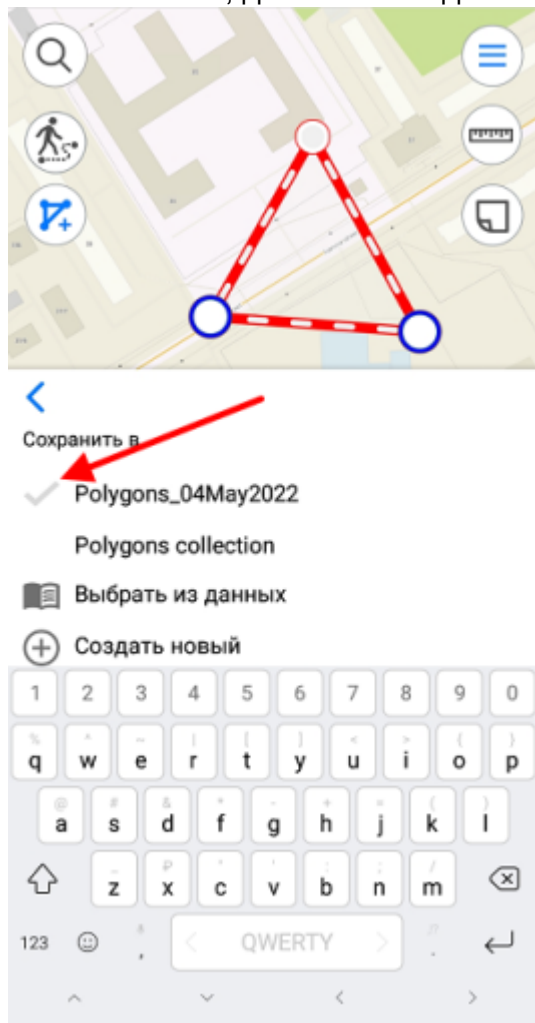 Сохранить в
Polygons_04May2022
Polygons collection
Выбрать из данных
Создать новый
1 2 3 4 5 6 7 8 9 0
q w e r t y u i o p
a s d f g h j k l
z x c v b n m
123 , QWERTY .